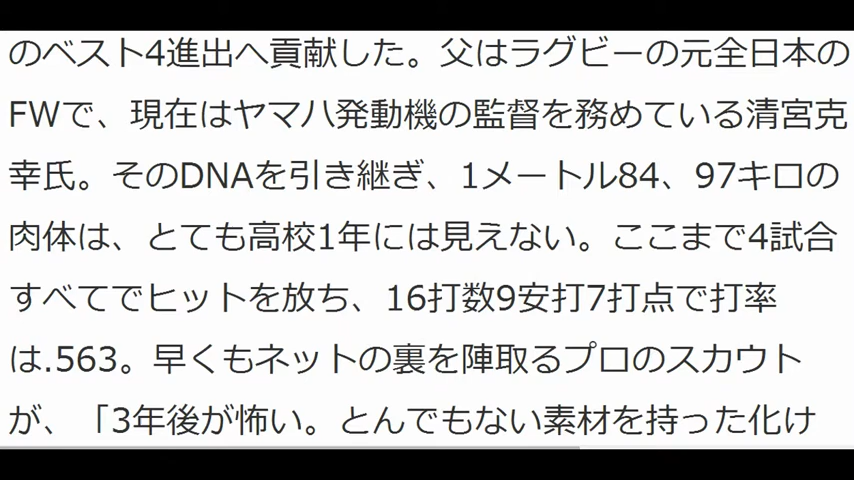 のベスト4進出へ貢献した。父はラグビーの元全日本の
FWで、現在はヤマハ発動機の監督を務めている清宮克
幸氏。そのDNAを引き継ぎ、1メートル84、97キロの
肉体は、とても高校1年には見えない。ここまで4試合
すべてでヒットを放ち、16打数9安打7打点で打率
は.563。早くもネットの裏を陣取るプロのスカウト
が、「3年後が怖い。とんでもない素材を持った化け